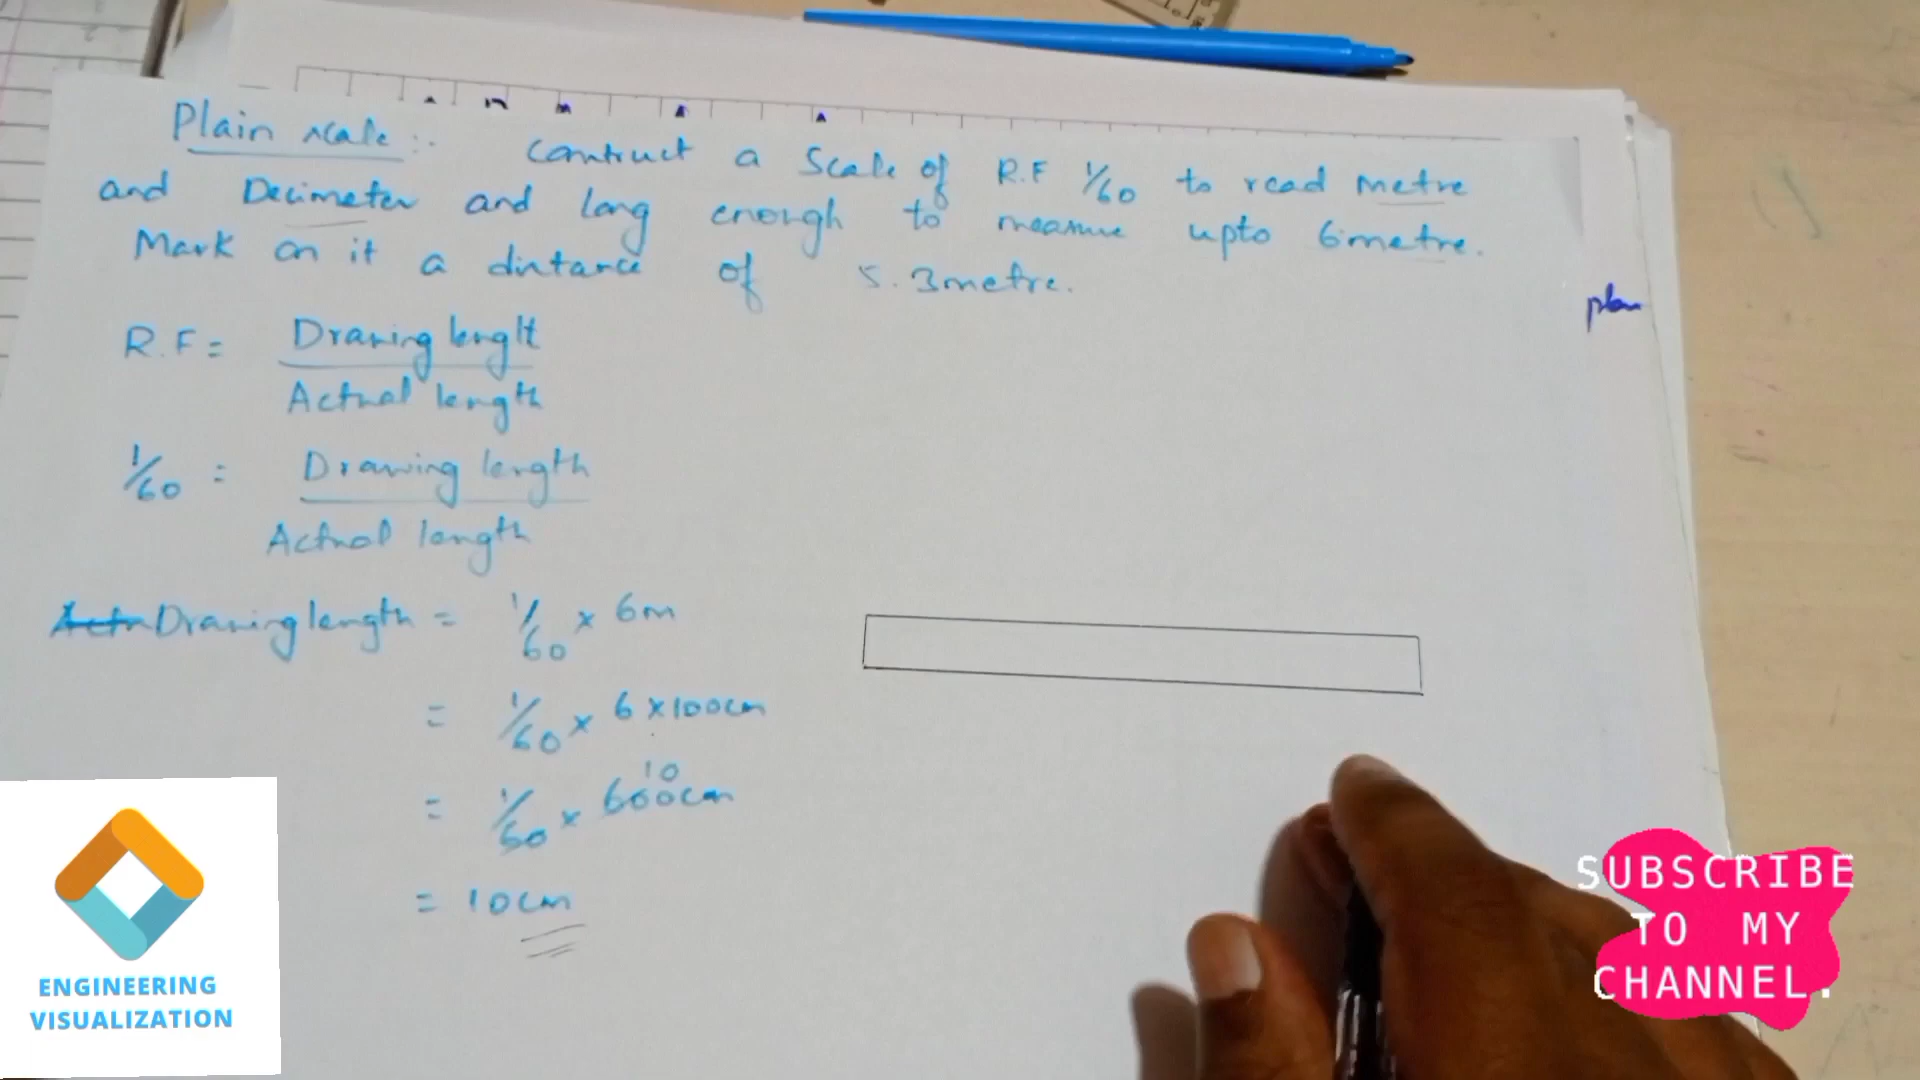 Plain scale:- Construct a Scale of R.F 1/60 to read metre
and Decimeter and long enough to measure upto 6metre.
Mark on it a distance of 5.3metre.
plan
R.F = Drawing length
Actual length
1/60 = Drawing length
Actual length
Drawing length = 1/60 × 6m
= 1/60 × 6×100cm
10
= 1/60 × 600cm
= 10cm
ENGINEERING
VISUALIZATION
SUBSCRIBE
TO MY
CHANNEL.